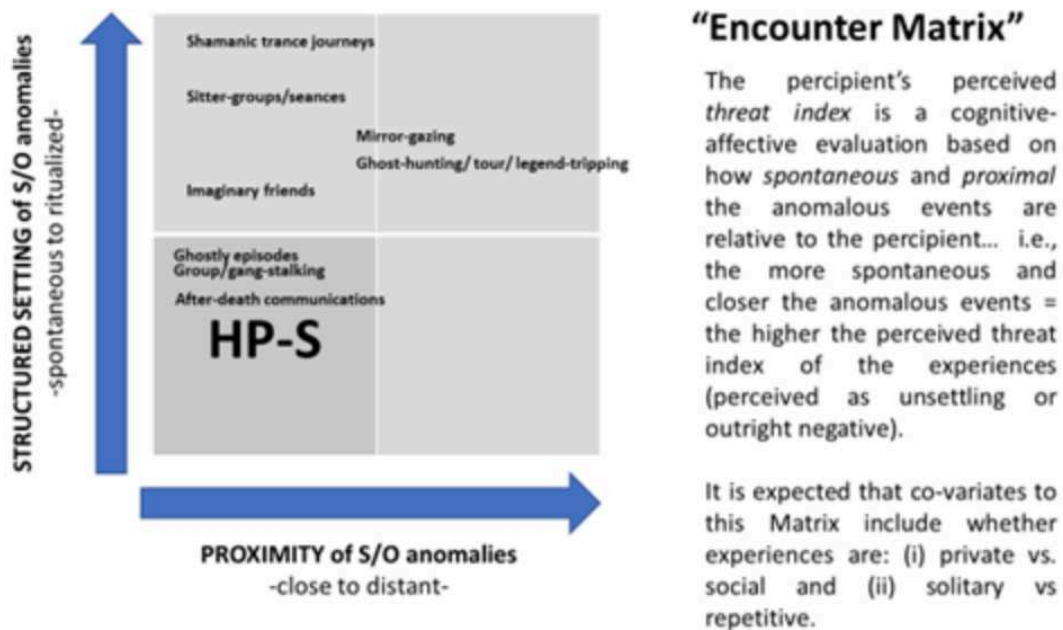 STRUCTURED SETTING of S/O anomalies
-spontaneous to ritualized-
Shamanic trance journeys
Sitter-groups/seances
Mirror-gazing
Ghost-hunting/ tour/ legend-tripping
Imaginary friends
Ghostly episodes
Group/gang-stalking
After-death communications
HP-S
PROXIMITY of S/O anomalies
-close to distant-
“Encounter Matrix”
The percipient’s perceived
threat index is a cognitive-
affective evaluation based on
how spontaneous and proximal
the anomalous events are
relative to the percipient... i.e.,
the more spontaneous and
closer the anomalous events =
the higher the perceived threat
index of the experiences
(perceived as unsettling or
outright negative).
It is expected that co-variates to
this Matrix include whether
experiences are: (i) private vs.
social and (ii) solitary vs
repetitive.